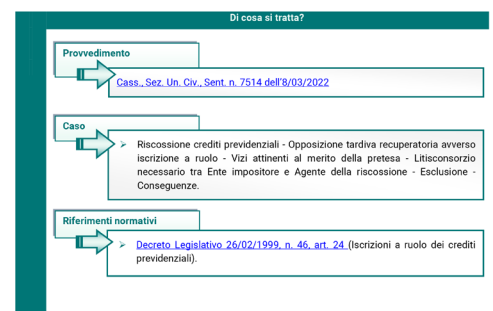 Di cosa si tratta?
Provvedimento
Cass., Sez. Un. Civ., Sent. n. 7514 dell'8/03/2022
Caso
➢ Riscossione crediti previdenziali - Opposizione tardiva recuperatoria avverso
iscrizione a ruolo - Vizi attinenti al merito della pretesa - Litisconsorzio
necessario tra Ente impositore e Agente della riscossione - Esclusione -
Conseguenze.
Riferimenti normativi
➢ Decreto Legislativo 26/02/1999, n. 46, art. 24 (Iscrizioni a ruolo dei crediti
previdenziali).